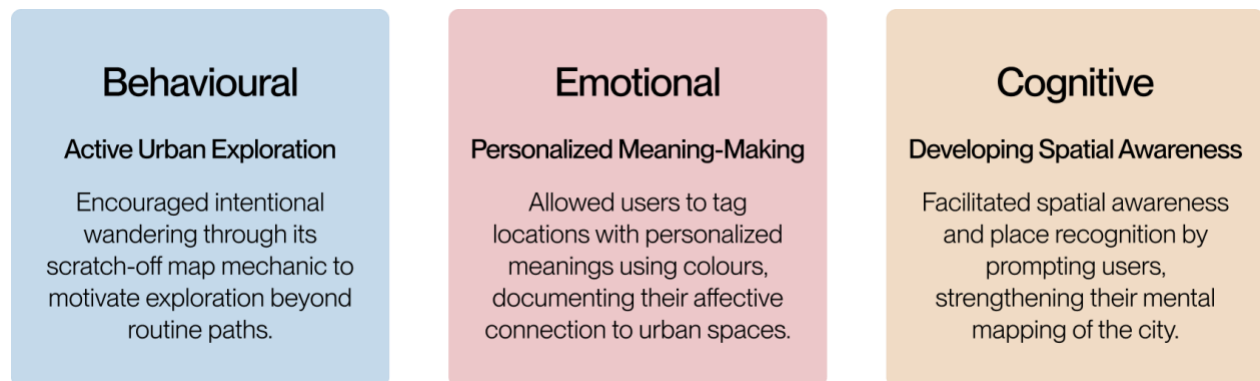 Behavioural
Active Urban Exploration
Encouraged intentional
wandering through its
scratch-off map mechanic to
motivate exploration beyond
routine paths.
Emotional
Personalized Meaning-Making
Allowed users to tag
locations with personalized
meanings using colours,
documenting their affective
connection to urban spaces.
Cognitive
Developing Spatial Awareness
Facilitated spatial awareness
and place recognition by
prompting users,
strengthening their mental
mapping of the city.